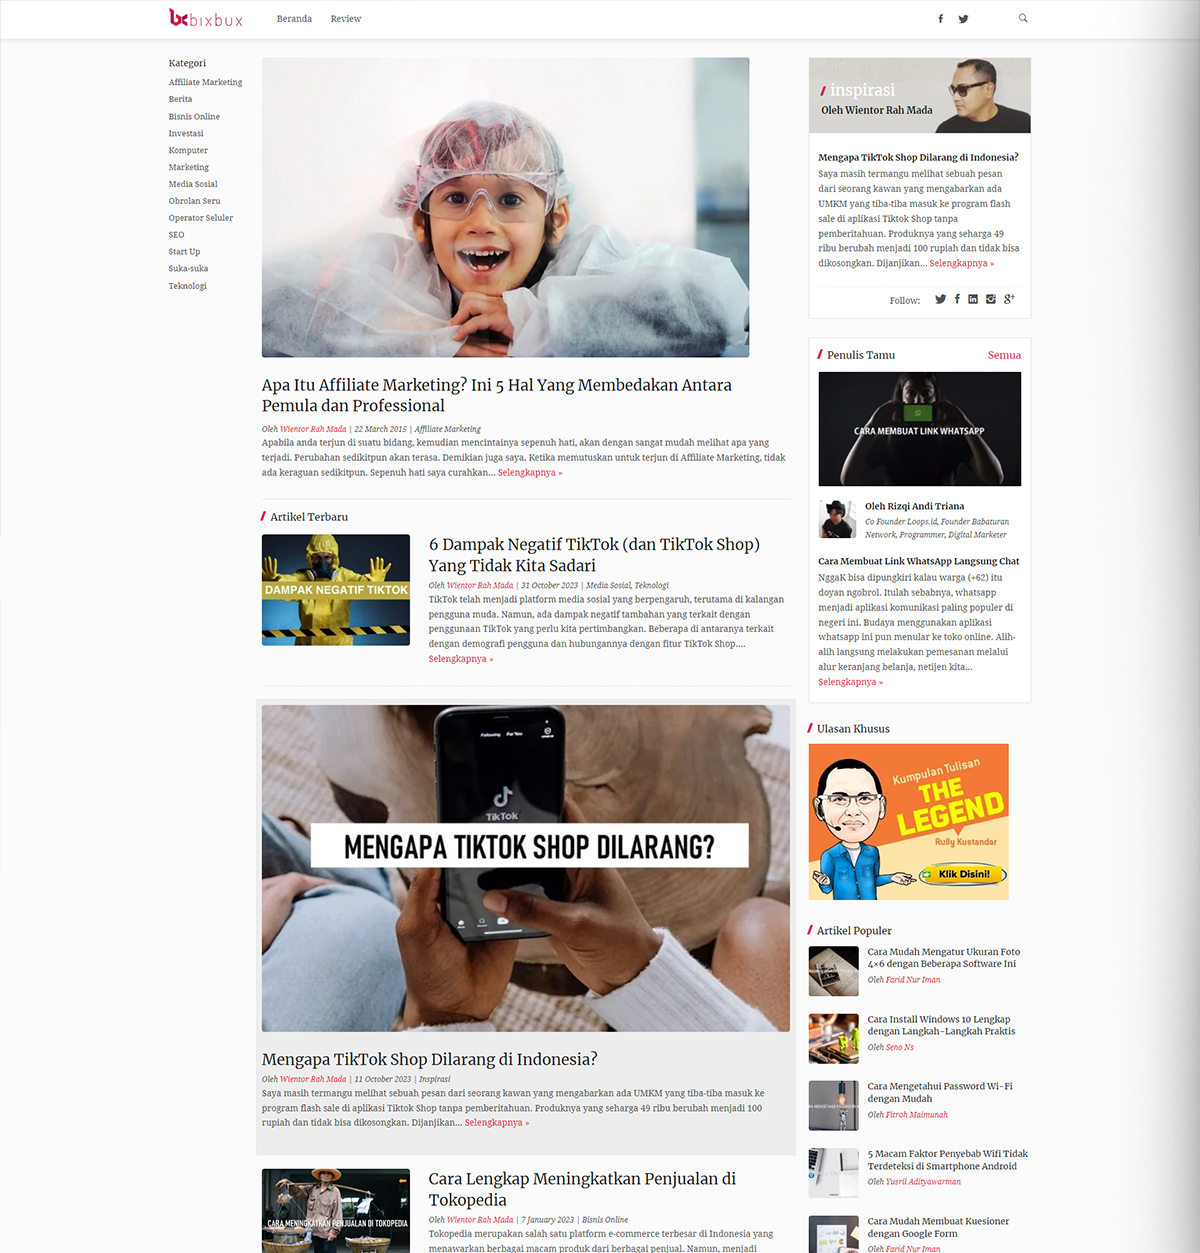 bixbux
Beranda
Review
Kategori
Affiliate Marketing
Berita
Bisnis Online
Investasi
Komputer
Marketing
Media Sosial
Obrolan Seru
Operator Seluler
SEO
Start Up
Suka-suka
Teknologi
Apa Itu Affiliate Marketing? Ini 5 Hal Yang Membedakan Antara
Pemula dan Professional
Oleh Wientor Rah Mada | 22 March 2015 | Affiliate Marketing
Apabila anda terjun di suatu bidang, kemudian mencintainya sepenuh hati, akan dengan sangat mudah melihat apa yang
terjadi. Perubahan sedikitpun akan terasa. Demikian juga saya. Ketika memutuskan untuk terjun di Affiliate Marketing, tidak
ada keraguan sedikitpun. Sepenuh hati saya curahkan... Selengkapnya »
Artikel Terbaru
DAMPAK NEGATIF TIKTOK
6 Dampak Negatif TikTok (dan TikTok Shop)
Yang Tidak Kita Sadari
Oleh Wientor Rah Mada | 31 October 2023 | Media Sosial, Teknologi
TikTok telah menjadi platform media sosial yang berpengaruh, terutama di kalangan
pengguna muda. Namun, ada dampak negatif tambahan yang terkait dengan
penggunaan TikTok yang perlu kita pertimbangkan. Beberapa di antaranya terkait
dengan demografi pengguna dan hubungannya dengan fitur TikTok Shop....
Selengkapnya »
Following For You
TikTok
MENGAPA TIKTOK SHOP DILARANG?
Mengapa TikTok Shop Dilarang di Indonesia?
Oleh Wientor Rah Mada | 11 October 2023 | Inspirasi
Saya masih termangu melihat sebuah pesan dari seorang kawan yang mengabarkan ada UMKM yang tiba-tiba masuk ke
program flash sale di aplikasi Tiktok Shop tanpa pemberitahuan. Produknya yang seharga 49 ribu berubah menjadi 100
rupiah dan tidak bisa dikosongkan. Dijanjikan... Selengkapnya »
CARA MENINGKATKAN PENJUALAN DI TOKOPEDIA
Cara Lengkap Meningkatkan Penjualan di
Tokopedia
Oleh Wientor Rah Mada | 7 January 2023 | Bisnis Online
Tokopedia merupakan salah satu platform e-commerce terbesar di Indonesia yang
menawarkan berbagai macam produk dari berbagai penjual. Namun, menjadi
inspirasi
Oleh Wientor Rah Mada
Mengapa TikTok Shop Dilarang di Indonesia?
Saya masih termangu melihat sebuah pesan
dari seorang kawan yang mengabarkan ada
UMKM yang tiba-tiba masuk ke program flash
sale di aplikasi Tiktok Shop tanpa
pemberitahuan. Produknya yang seharga 49
ribu berubah menjadi 100 rupiah dan tidak bisa
dikosongkan. Dijanjikan... Selengkapnya »
Follow:
Penulis Tamu
Semua
CARA MEMBUAT LINK WHATSAPP
Oleh Rizqi Andi Triana
Co Founder Loops.id, Founder Babaturan
Network, Programmer, Digital Marketer
Cara Membuat Link WhatsApp Langsung Chat
NggaK bisa dipungkiri kalau warga (+62) itu
doyan ngobrol. Itulah sebabnya, whatsapp
menjadi aplikasi komunikasi paling populer di
negeri ini. Budaya menggunakan aplikasi
whatsapp ini pun menular ke toko online. Alih-
alih langsung melakukan pemesanan melalui
alur keranjang belanja, netijen kita...
Selengkapnya »
Ulasan Khusus
Kumpulan Tulisan
THE
LEGEND
Rully Kustandar
Klik Disini!
Artikel Populer
Cara Mudah Mengatur Ukuran Foto
4×6 dengan Beberapa Software Ini
Oleh Farid Nur Iman
Cara Install Windows 10 Lengkap
dengan Langkah-Langkah Praktis
Oleh Seno Ns
Cara Mengetahui Password Wi-Fi
dengan Mudah
Oleh Fitroh Maimunah
5 Macam Faktor Penyebab Wifi Tidak
Terdeteksi di Smartphone Android
Oleh Yusril Adityawarman
Cara Mudah Membuat Kuesioner
dengan Google Form
Oleh Farid Nur Iman